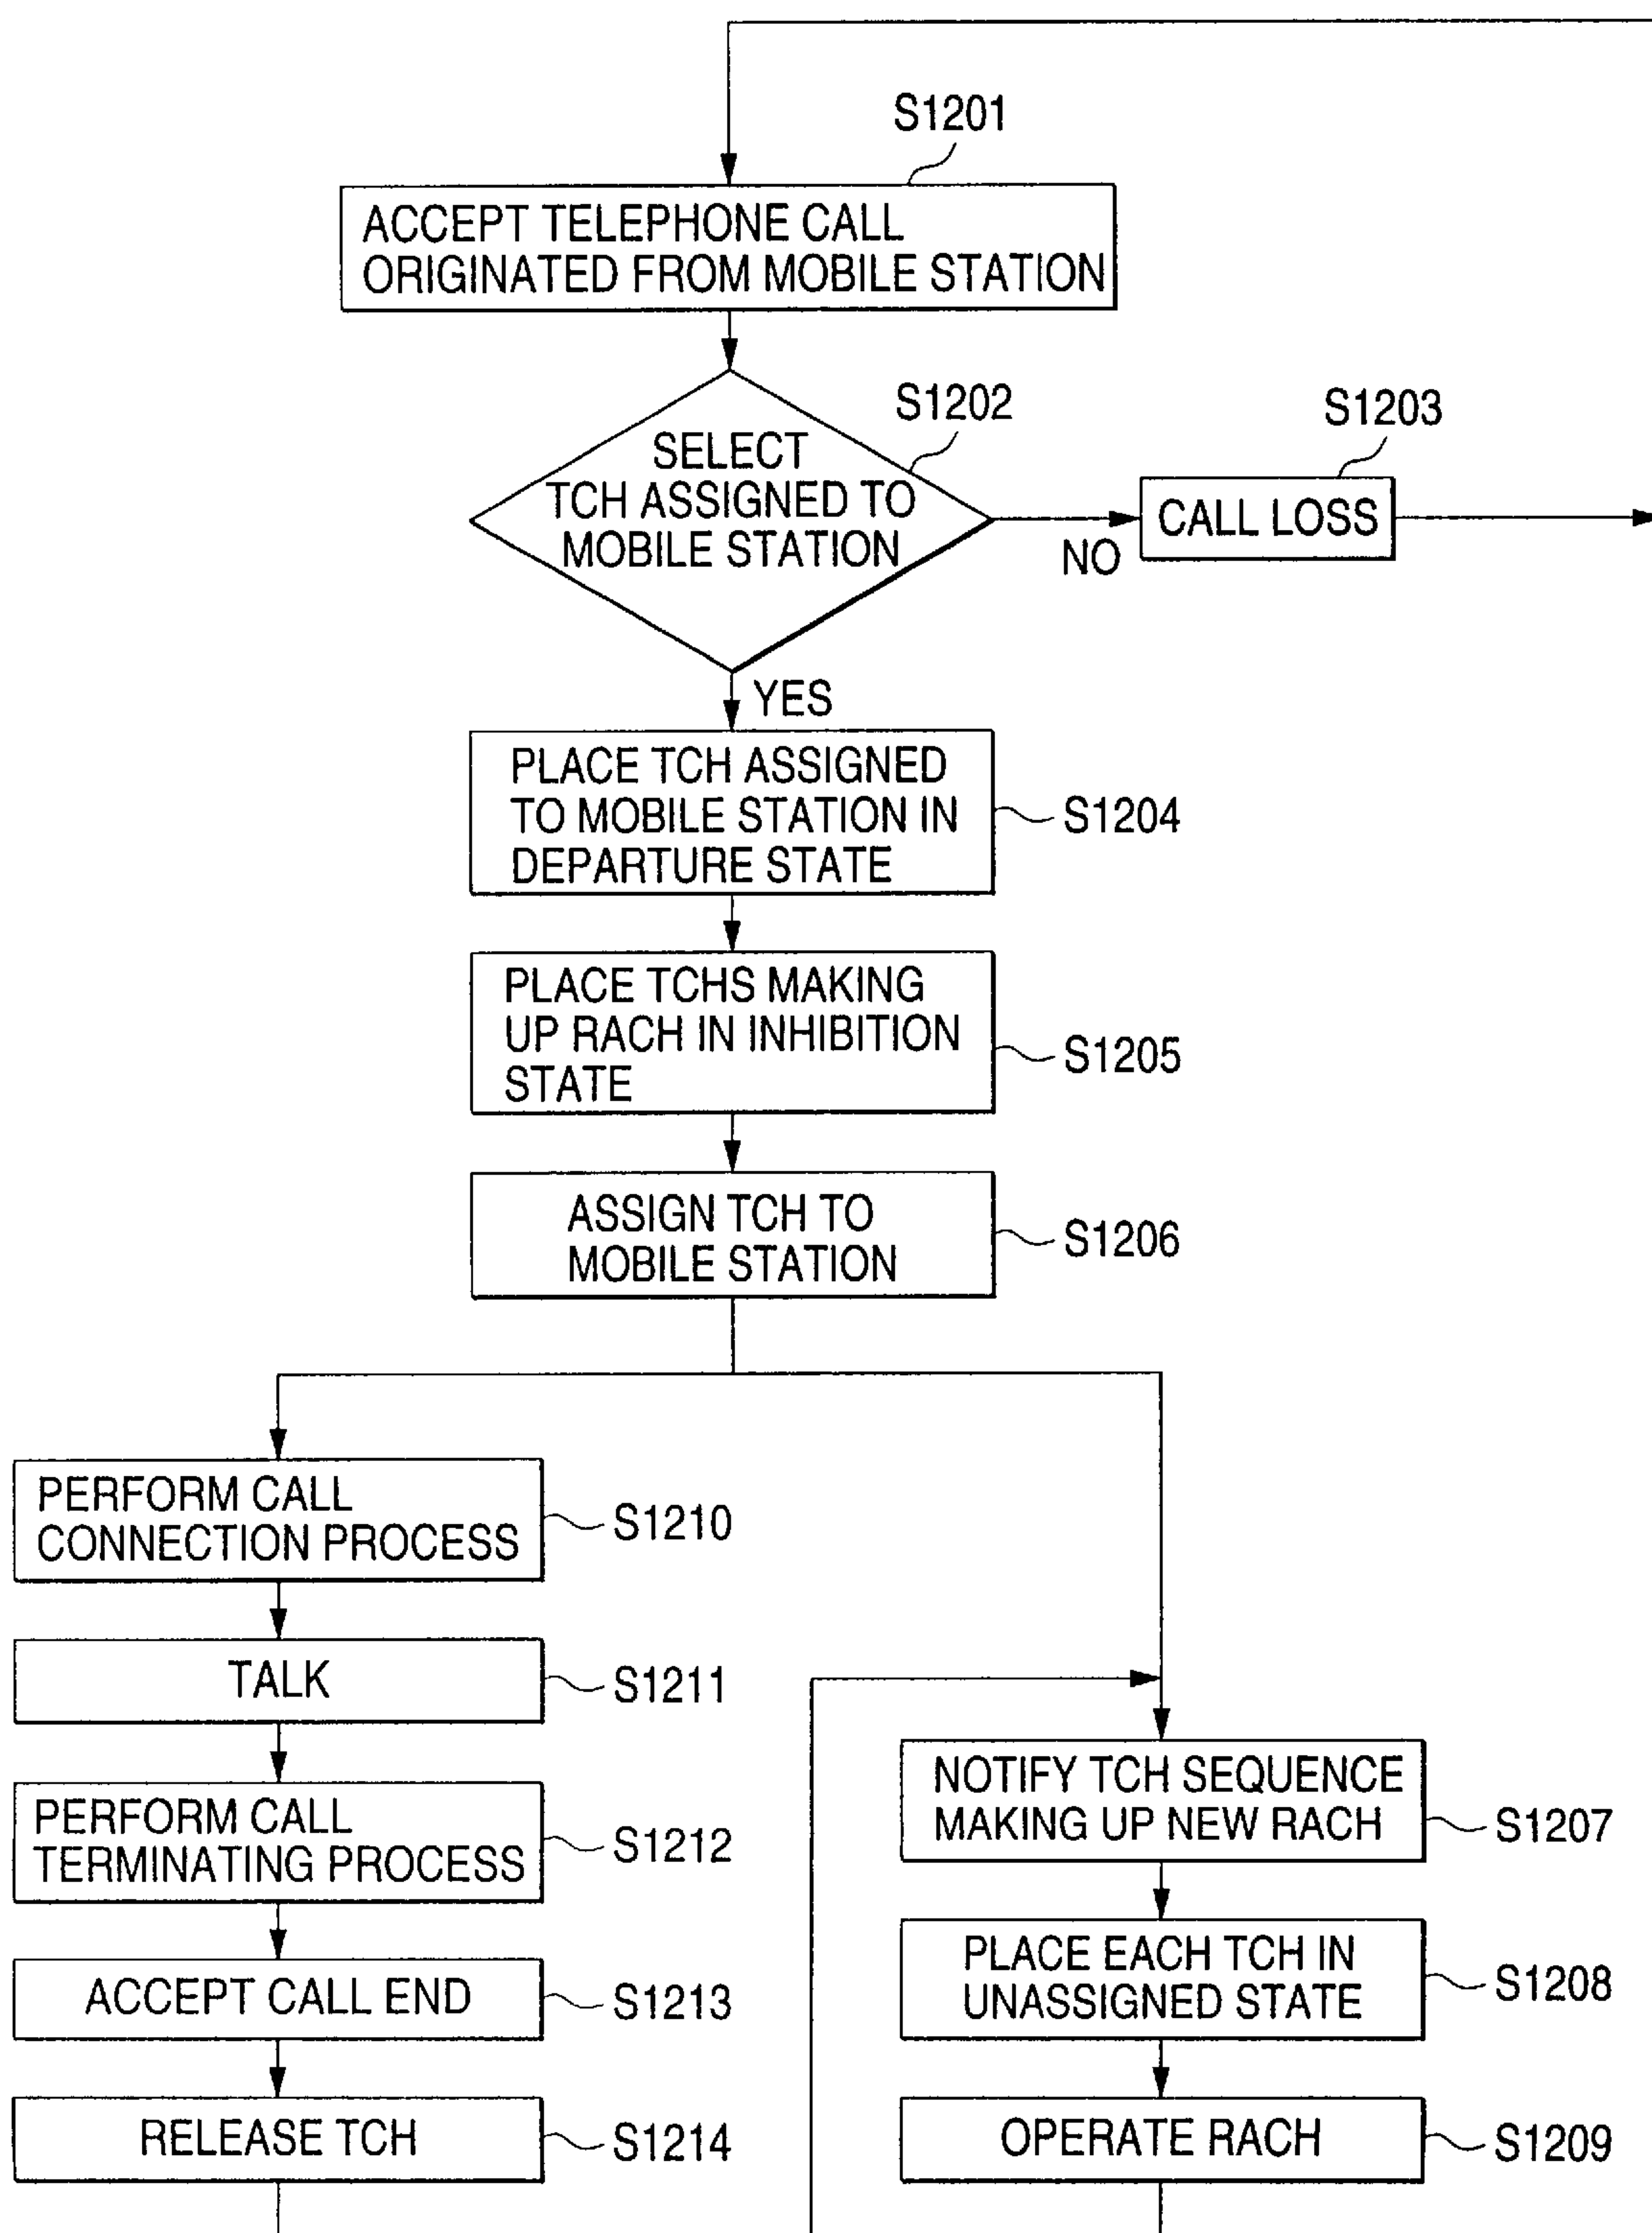 S1201
ACCEPT TELEPHONE CALL
ORIGINATED FROM MOBILE STATION
S1202
SELECT
TCH ASSIGNED TO
MOBILE STATION
NO
S1203
CALL LOSS
YES
PLACE TCH ASSIGNED
TO MOBILE STATION IN
DEPARTURE STATE
S1204
PLACE TCHS MAKING
UP RACH IN INHIBITION
STATE
S1205
ASSIGN TCH TO
MOBILE STATION
S1206
PERFORM CALL
CONNECTION PROCESS
S1210
TALK
S1211
PERFORM CALL
TERMINATING PROCESS
S1212
ACCEPT CALL END
S1213
RELEASE TCH
S1214
NOTIFY TCH SEQUENCE
MAKING UP NEW RACH
S1207
PLACE EACH TCH IN
UNASSIGNED STATE
S1208
OPERATE RACH
S1209